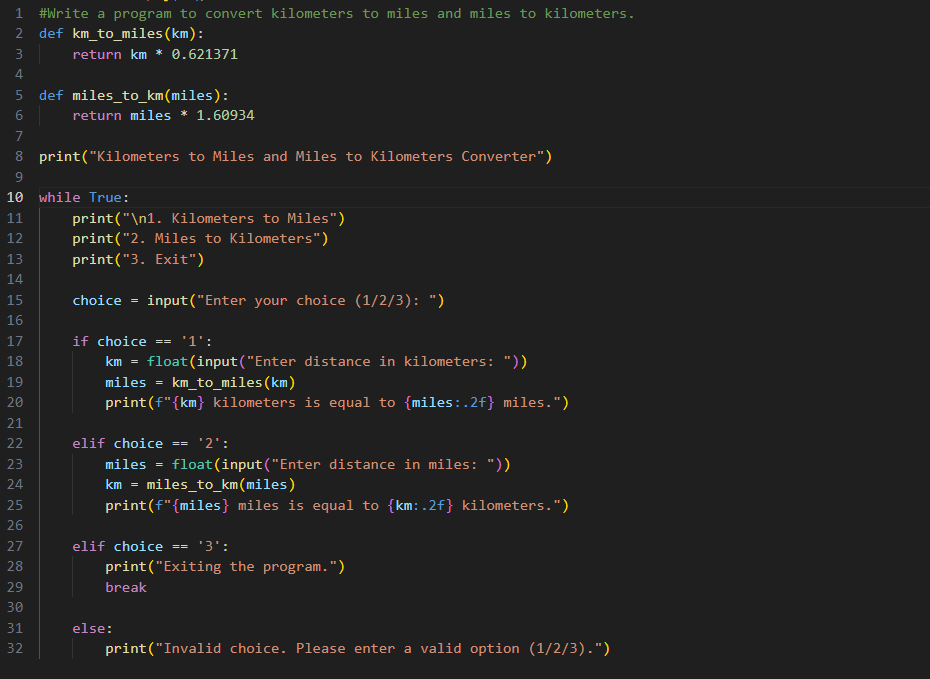 1 #Write a program to convert kilometers to miles and miles to kilometers.
2 def km_to_miles(km):
3     return km * 0.621371
4
5 def miles_to_km(miles):
6     return miles * 1.60934
7
8 print("Kilometers to Miles and Miles to Kilometers Converter")
9
10 while True:
11     print("\n1. Kilometers to Miles")
12     print("2. Miles to Kilometers")
13     print("3. Exit")
14
15     choice = input("Enter your choice (1/2/3): ")
16
17     if choice == '1':
18         km = float(input("Enter distance in kilometers: "))
19         miles = km_to_miles(km)
20         print(f"{km} kilometers is equal to {miles:.2f} miles.")
21
22     elif choice == '2':
23         miles = float(input("Enter distance in miles: "))
24         km = miles_to_km(miles)
25         print(f"{miles} miles is equal to {km:.2f} kilometers.")
26
27     elif choice == '3':
28         print("Exiting the program.")
29         break
30
31     else:
32         print("Invalid choice. Please enter a valid option (1/2/3).")